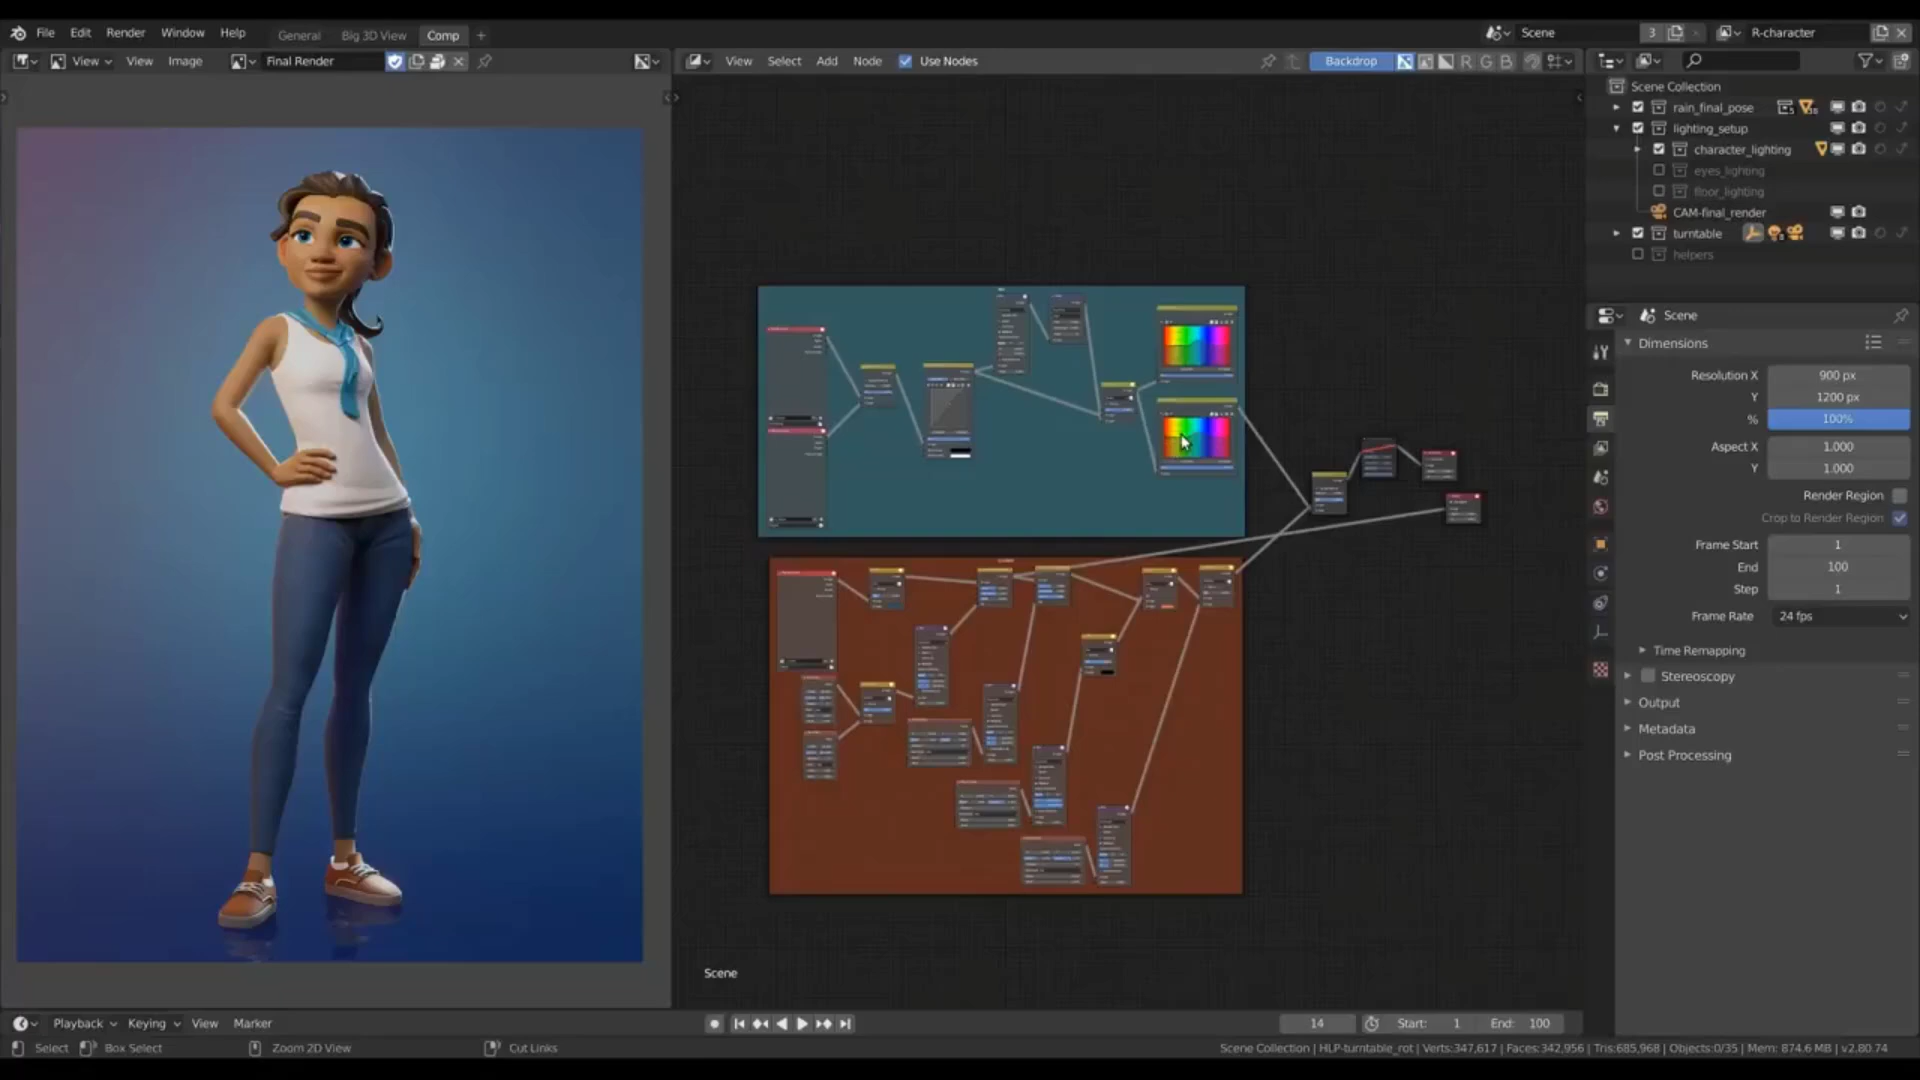 File Edit Render Window Help General Big 3D View Comp + Scene 3 R-character
View View Image Final Render
View Select Add Node Use Nodes Backdrop R G B
Scene Collection
rain_final_pose
lighting_setup
character_lighting
eyes_lighting
floor_lighting
CAM-final_render
turntable
helpers
Scene
Dimensions
Resolution X 900 px
Y 1200 px
% 100%
Aspect X 1.000
Y 1.000
Render Region
Crop to Render Region
Frame Start 1
End 100
Step 1
Frame Rate 24 fps
Time Remapping
Stereoscopy
Output
Metadata
Post Processing
Scene
Playback Keying View Marker 14 Start: 1 End: 100
Select Box Select Zoom 2D View Cut Links Scene Collection | HLP-turntable_rot | Verts:347,617 | Faces:342,956 | Tris:685,968 | Objects:0/35 | Mem: 874.6 MB | v2.80.74